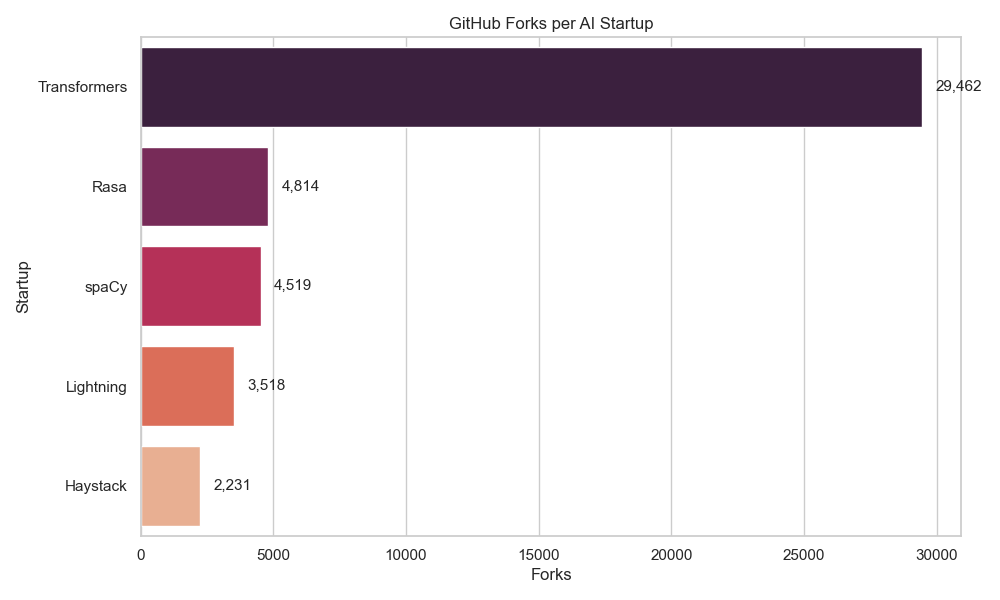 GitHub Forks per AI Startup
Transformers
29,462
Rasa
4,814
spaCy
4,519
Lightning
3,518
Haystack
2,231
Startup
0 5000 10000 15000 20000 25000 30000
Forks